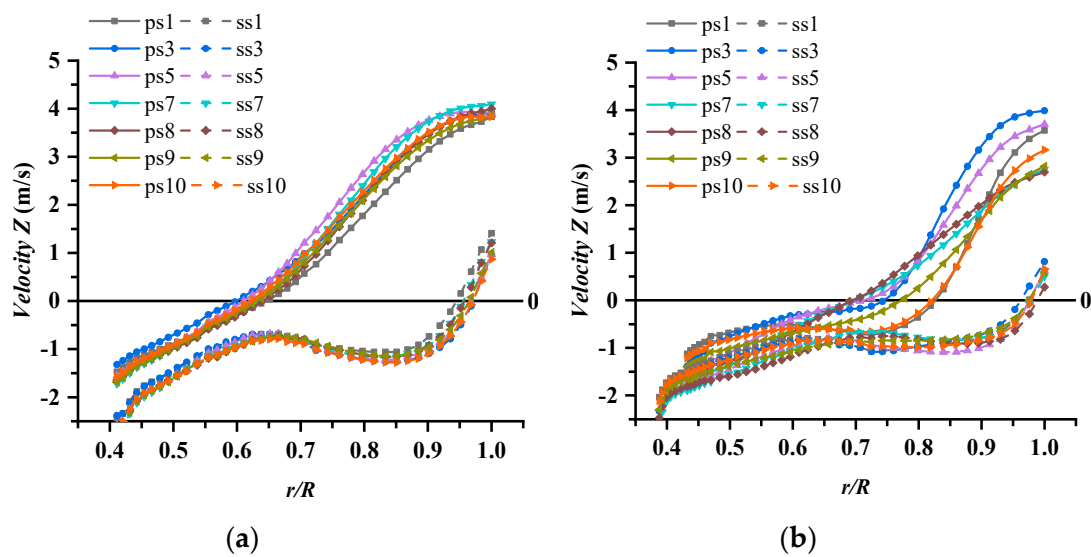 ps1 ss1
ps3 ss3
ps5 ss5
ps7 ss7
ps8 ss8
ps9 ss9
ps10 ss10
5
4
3
2
1
0
-1
-2
0
0.4 0.5 0.6 0.7 0.8 0.9 1.0
Velocity Z (m/s)
r/R
(a)
ps1 ss1
ps3 ss3
ps5 ss5
ps7 ss7
ps8 ss8
ps9 ss9
ps10 ss10
5
4
3
2
1
0
-1
-2
0
0.4 0.5 0.6 0.7 0.8 0.9 1.0
Velocity Z (m/s)
r/R
(b)